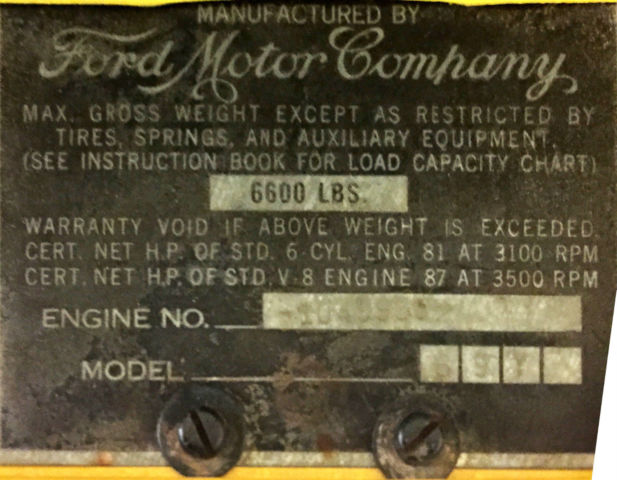 MANUFACTURED BY
Ford Motor Company
MAX. GROSS WEIGHT EXCEPT AS RESTRICTED BY
TIRES, SPRINGS, AND AUXILIARY EQUIPMENT.
(SEE INSTRUCTION BOOK FOR LOAD CAPACITY CHART)
6600 LBS.
WARRANTY VOID IF ABOVE WEIGHT IS EXCEEDED.
CERT. NET H.P. OF STD. 6-CYL. ENG. 81 AT 3100 RPM
CERT. NET H.P. OF STD. V-8 ENGINE 87 AT 3500 RPM
ENGINE NO.
MODEL